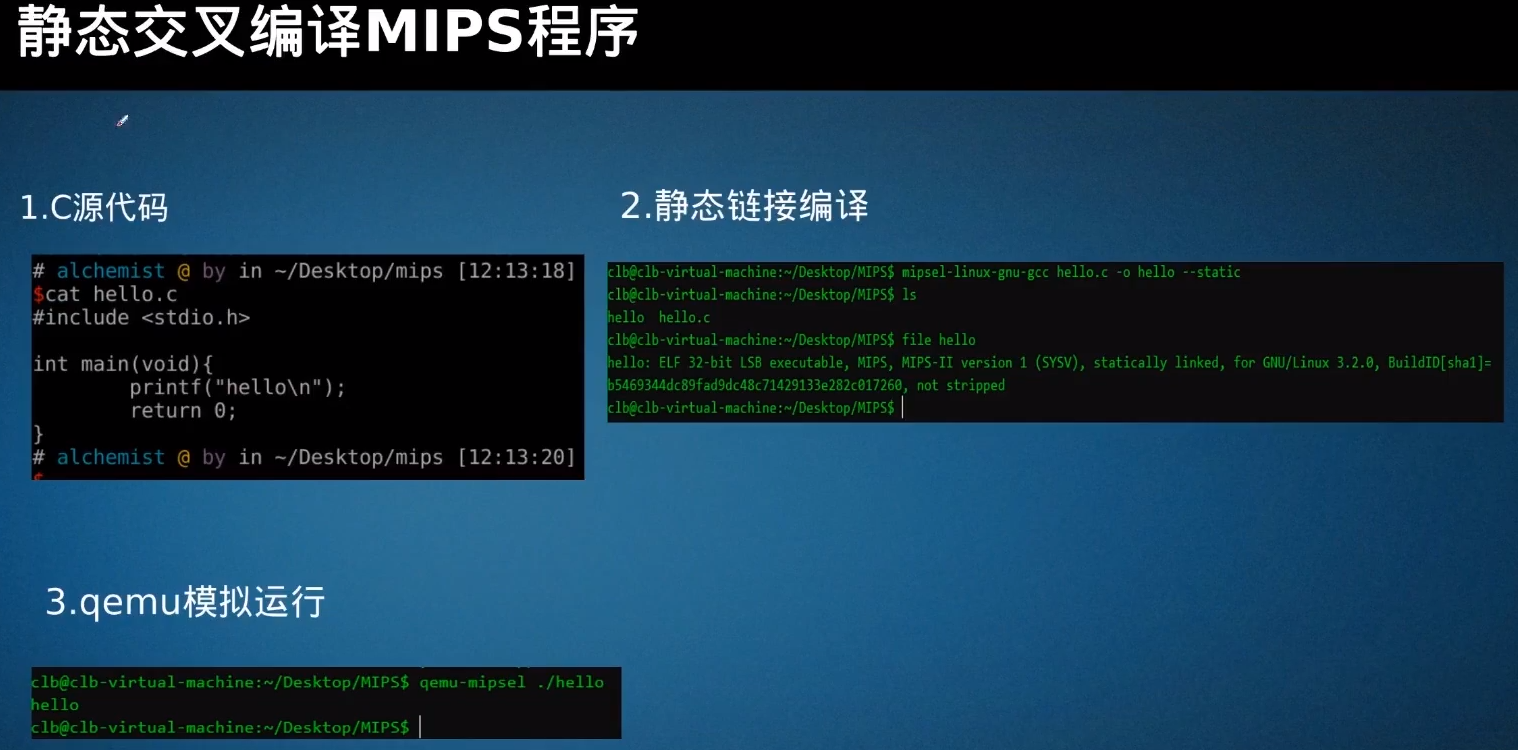 静态交叉编译MIPS程序
1.C源代码
# alchemist @ by in ~/Desktop/mips [12:13:18]
$cat hello.c
#include <stdio.h>
int main(void){
printf("hello\n");
return 0;
}
# alchemist @ by in ~/Desktop/mips [12:13:20]
2.静态链接编译
clb@clb-virtual-machine:~/Desktop/MIPS$ mipsel-linux-gnu-gcc hello.c -o hello --static
clb@clb-virtual-machine:~/Desktop/MIPS$ ls
hello  hello.c
clb@clb-virtual-machine:~/Desktop/MIPS$ file hello
hello: ELF 32-bit LSB executable, MIPS, MIPS-II version 1 (SYSV), statically linked, for GNU/Linux 3.2.0, BuildID[sha1]=
b5469344dc89fad9dc48c71429133e282c017260, not stripped
clb@clb-virtual-machine:~/Desktop/MIPS$
3.qemu模拟运行
clb@clb-virtual-machine:~/Desktop/MIPS$ qemu-mipsel ./hello
hello
clb@clb-virtual-machine:~/Desktop/MIPS$